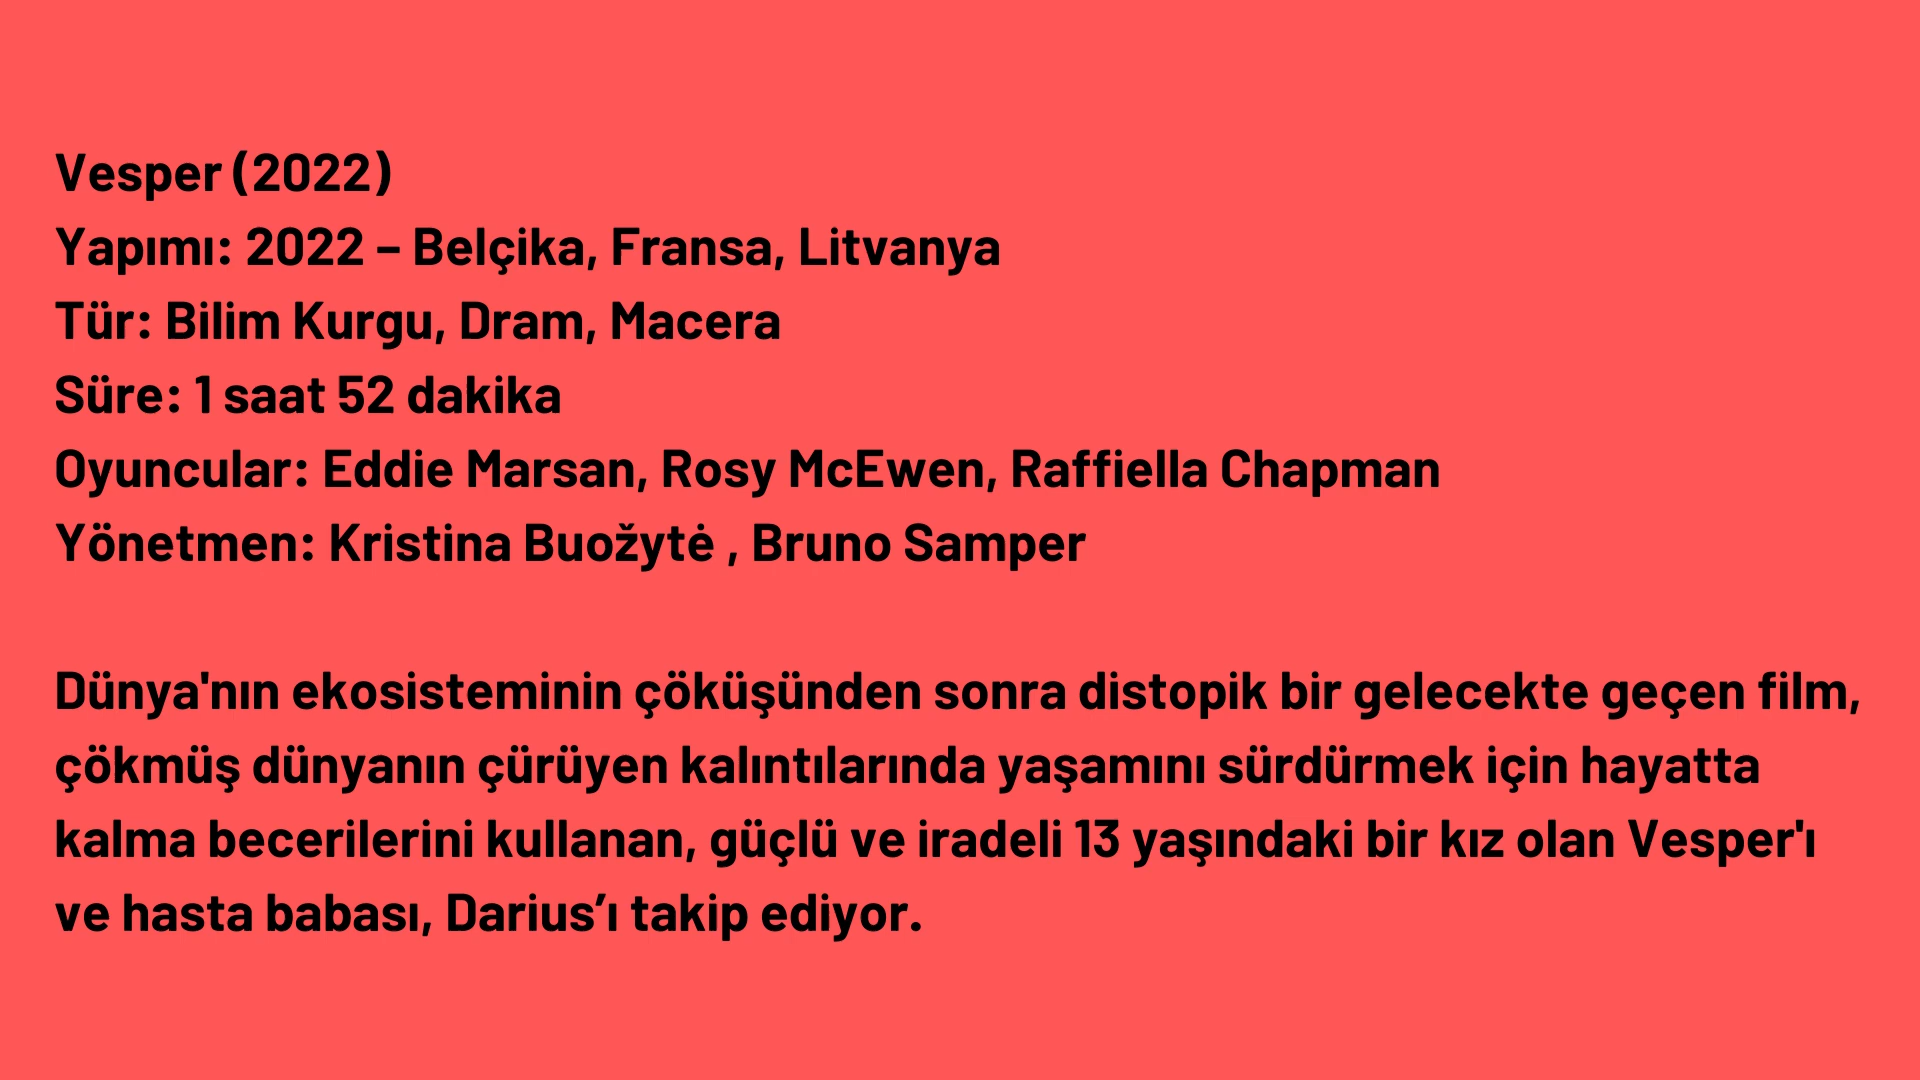 Vesper (2022)
Yapımı: 2022 – Belçika, Fransa, Litvanya
Tür: Bilim Kurgu, Dram, Macera
Süre: 1 saat 52 dakika
Oyuncular: Eddie Marsan, Rosy McEwen, Raffiella Chapman
Yönetmen: Kristina Buožytė , Bruno Samper
Dünya'nın ekosisteminin çöküşünden sonra distopik bir gelecekte geçen film,
çökmüş dünyanın çürüyen kalıntılarında yaşamını sürdürmek için hayatta
kalma becerilerini kullanan, güçlü ve iradeli 13 yaşındaki bir kız olan Vesper'ı
ve hasta babası, Darius’ı takip ediyor.